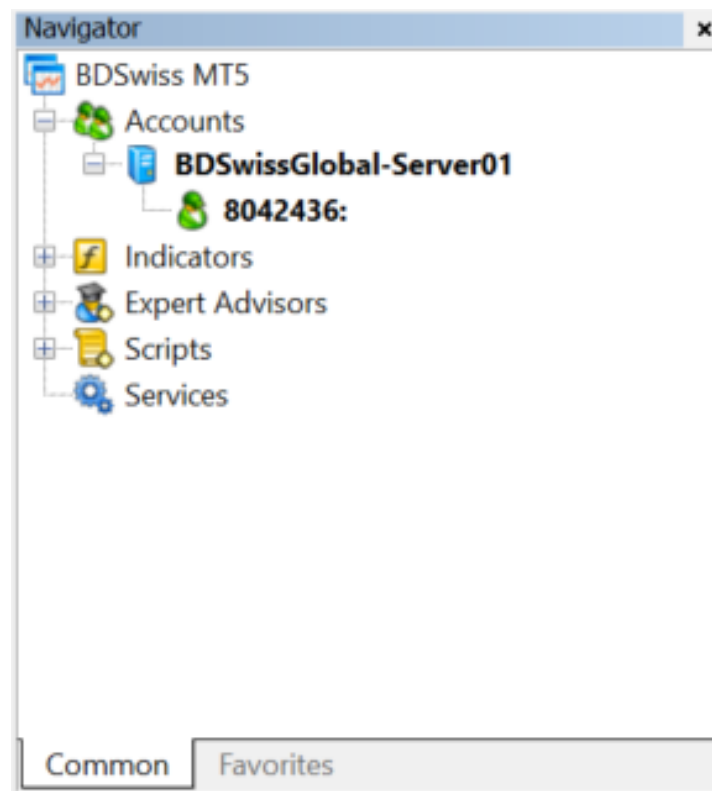 Navigator
BDSwiss MT5
Accounts
BDSwissGlobal-Server01
8042436:
Indicators
Expert Advisors
Scripts
Services
Common Favorites